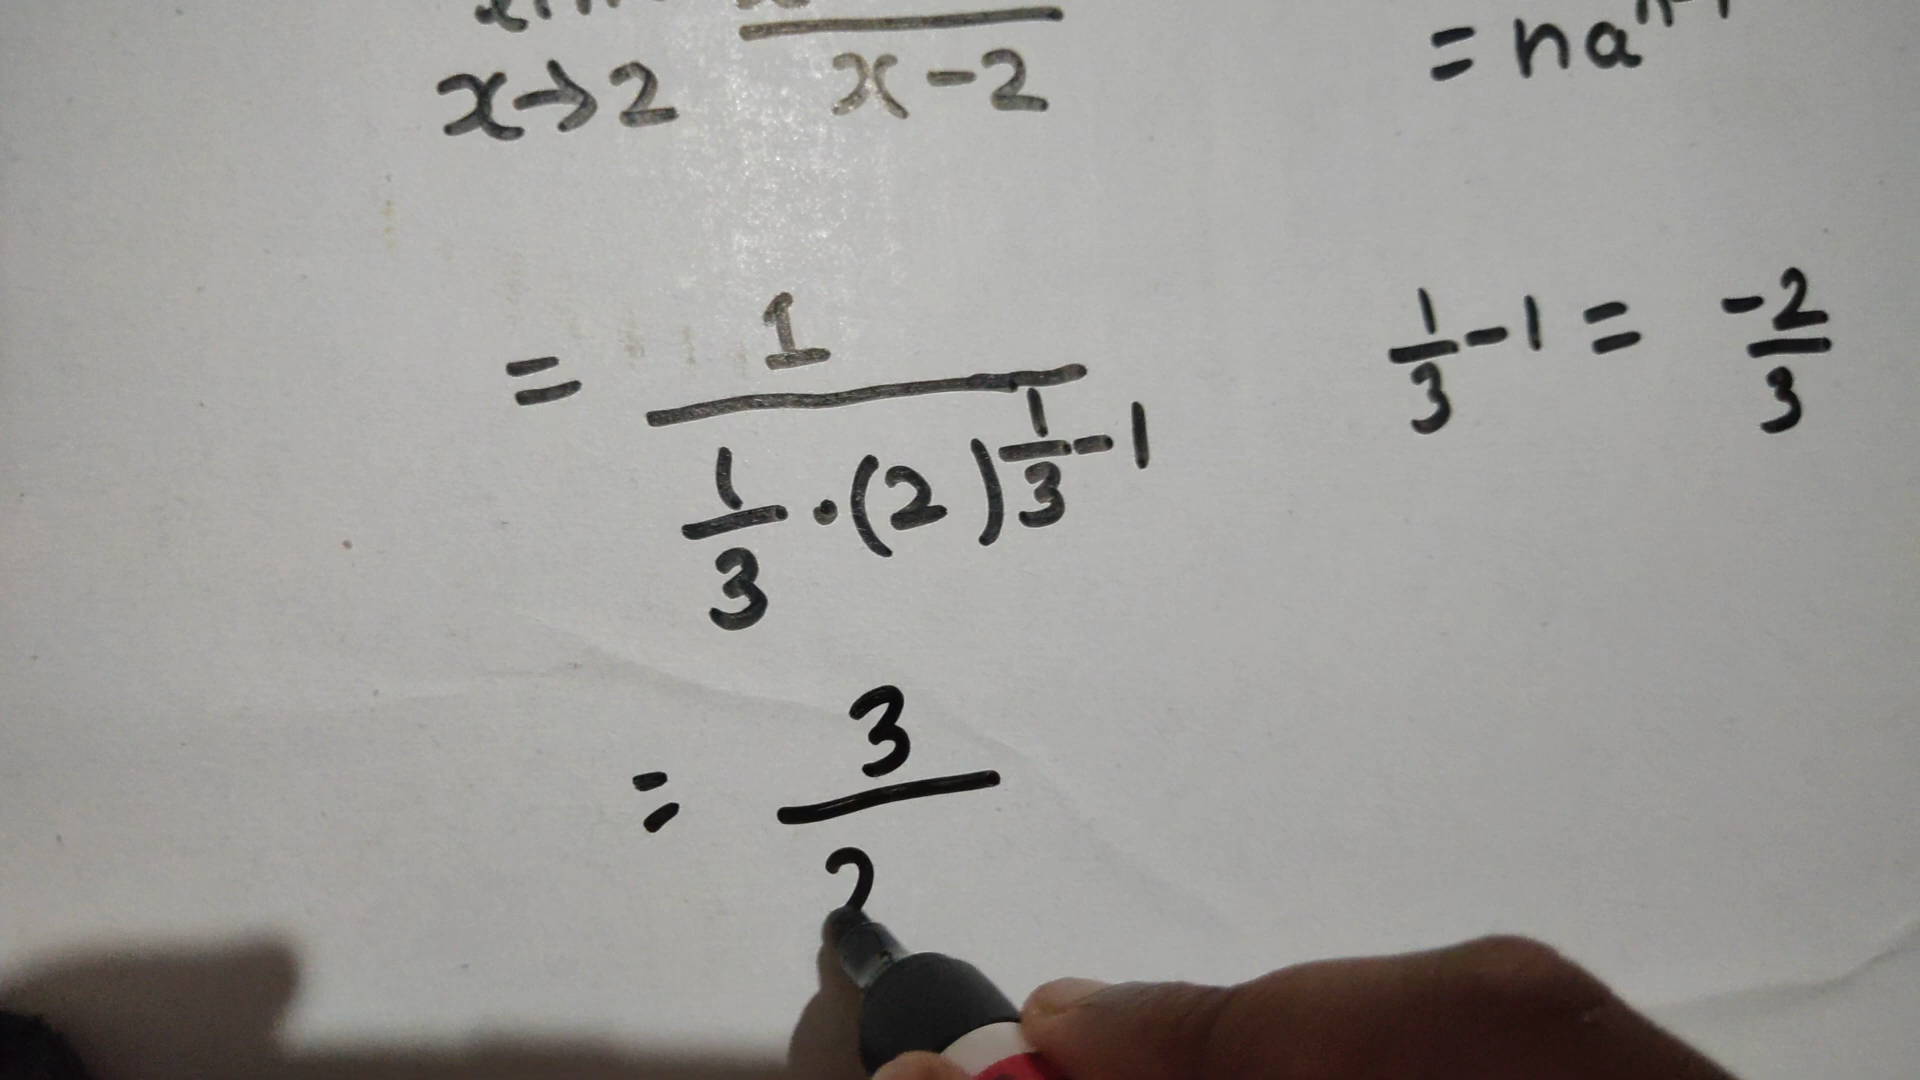 x→2 x-2 = na
= 1 / (1/3 · (2)^(1/3 - 1)) 1/3 - 1 = -2/3
= 3 / 2